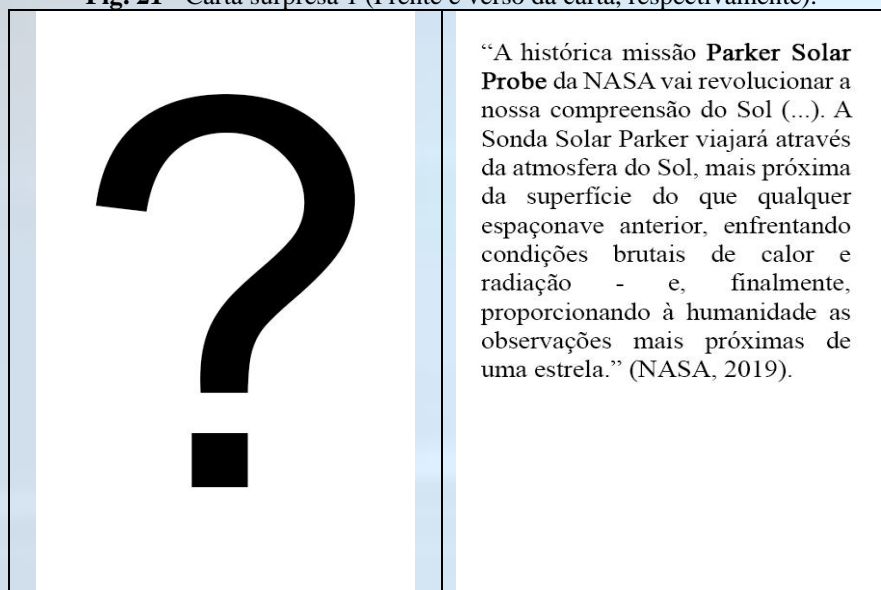 Fig. 21 - Carta surpresa 1 (Frente e verso da carta, respectivamente).
?
“A histórica missão Parker Solar
Probe da NASA vai revolucionar a
nossa compreensão do Sol (...). A
Sonda Solar Parker viajará através
da atmosfera do Sol, mais próxima
da superfície do que qualquer
espaçonave anterior, enfrentando
condições brutais de calor e
radiação - e, finalmente,
proporcionando à humanidade as
observações mais próximas de
uma estrela.” (NASA, 2019).